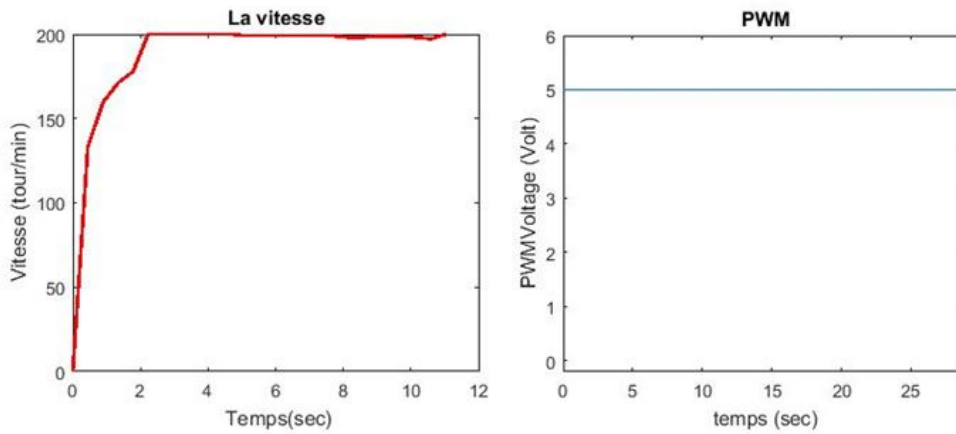 La vitesse
200
150
100
50
0
Vitesse (tour/min)
0 2 4 6 8 10 12
Temps(sec)
PWM
6
5
4
3
2
1
0
PWMVoltage (Volt)
0 5 10 15 20 25
temps (sec)